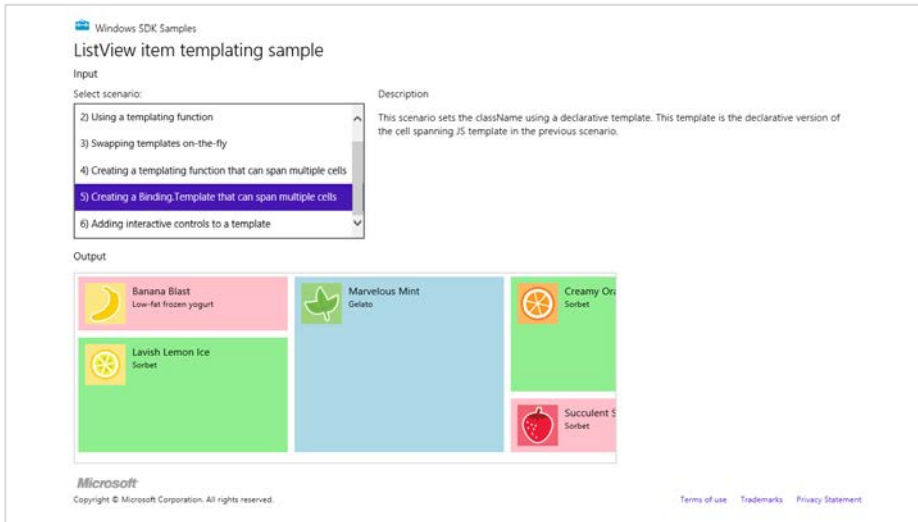 Windows SDK Samples
ListView item templating sample
Input
Select scenario:
2) Using a templating function
3) Swapping templates on-the-fly
4) Creating a templating function that can span multiple cells
5) Creating a Binding.Template that can span multiple cells
6) Adding interactive controls to a template
Description
This scenario sets the className using a declarative template. This template is the declarative version of
the cell spanning JS template in the previous scenario.
Output
Banana Blast
Low-fat frozen yogurt
Lavish Lemon Ice
Sorbet
Marvelous Mint
Gelato
Creamy
Sorbet
Succulent
Sorbet
Microsoft
Copyright © Microsoft Corporation. All rights reserved.
Terms of use Trademarks Privacy Statement